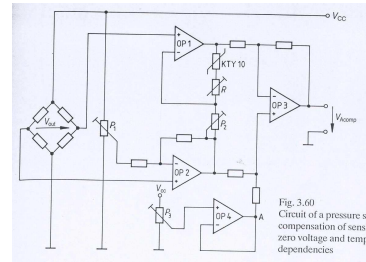 V_CC
OP 1
KTY 10
R
OP 3
V_out
P_1
P_2
V_Acomp
OP 2
V_cc
P_3
OP 4
A
Fig. 3.60
Circuit of a pressure s
compensation of sens
zero voltage and temp
dependencies